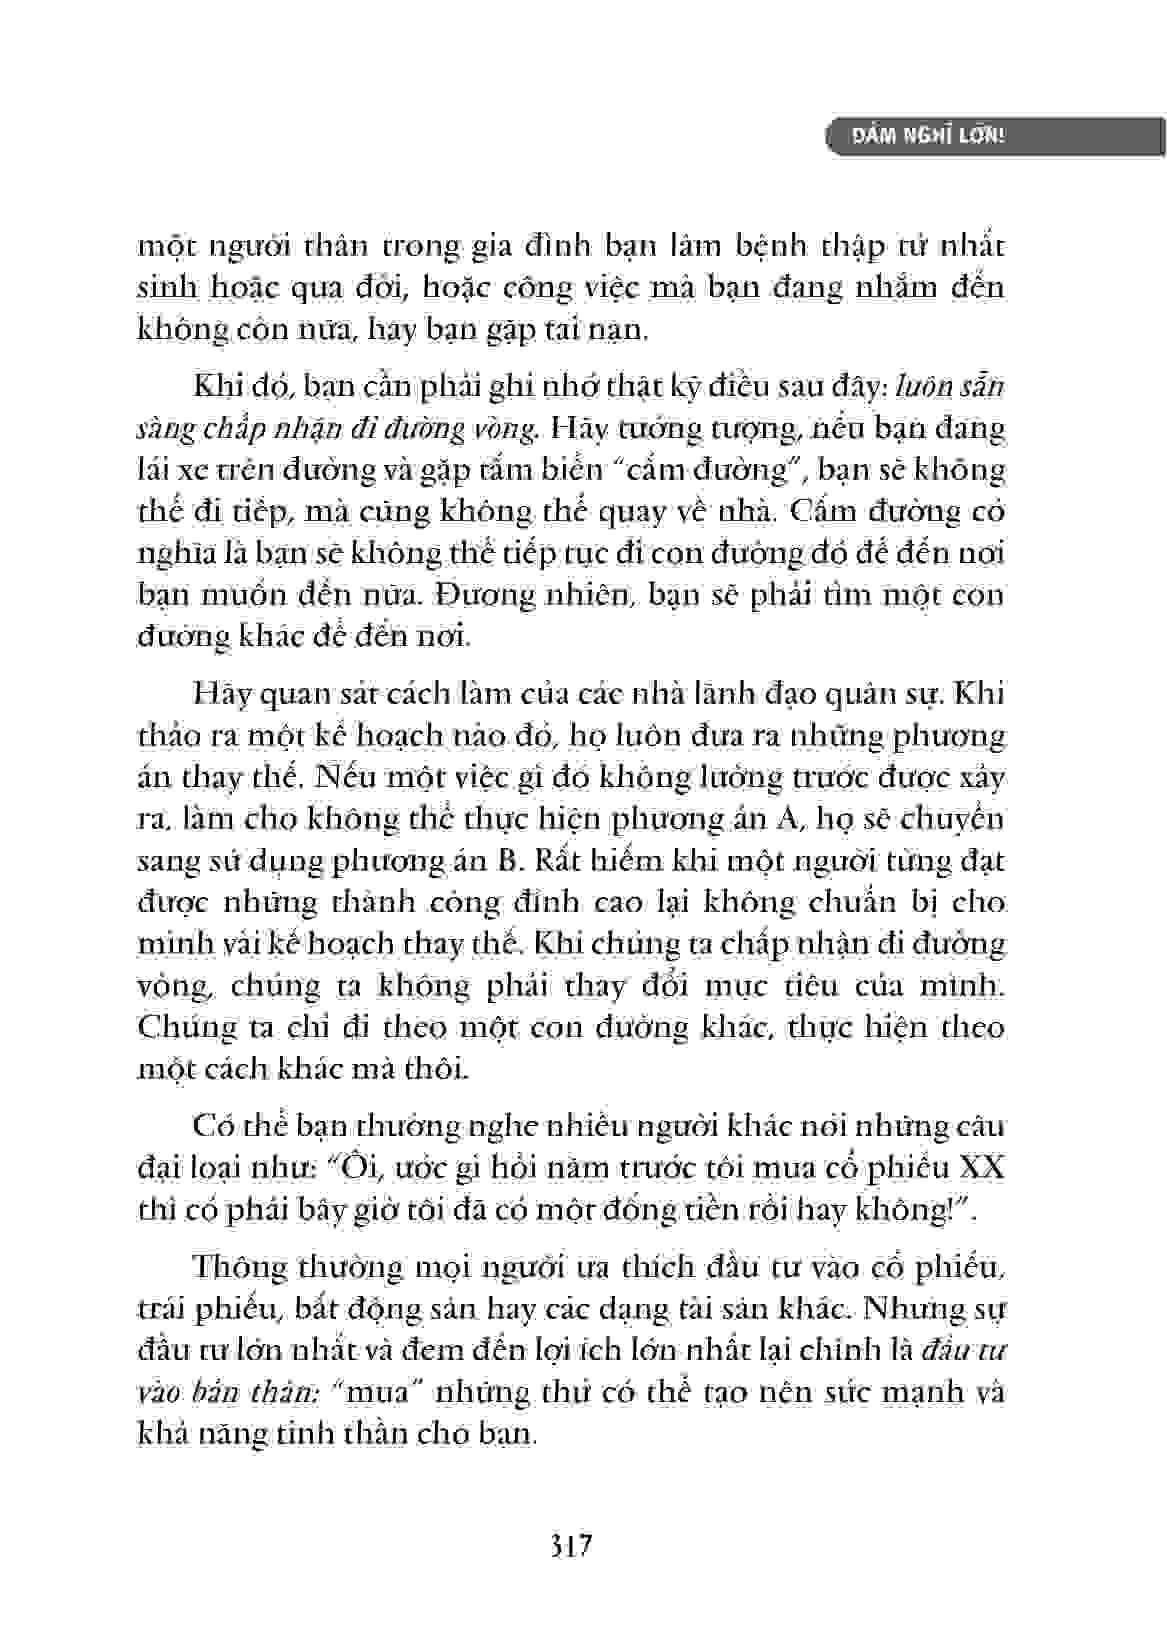 DÁM NGHĨ LỚN!
một người thân trong gia đình bạn lâm bệnh thập tử nhất
sinh hoặc qua đời, hoặc công việc mà bạn đang nhắm đến
không còn nữa, hay bạn gặp tai nạn.
Khi đó, bạn cần phải ghi nhớ thật kỹ điều sau đây: luôn sẵn
sàng chấp nhận đi đường vòng. Hãy tưởng tượng, nếu bạn đang
lái xe trên đường và gặp tấm biển “cấm đường”, bạn sẽ không
thể đi tiếp, mà cũng không thể quay về nhà. Cấm đường có
nghĩa là bạn sẽ không thể tiếp tục đi con đường đó để đến nơi
bạn muốn đến nữa. Đương nhiên, bạn sẽ phải tìm một con
đường khác để đến nơi.
Hãy quan sát cách làm của các nhà lãnh đạo quân sự. Khi
thảo ra một kế hoạch nào đó, họ luôn đưa ra những phương
án thay thế. Nếu một việc gì đó không lường trước được xảy
ra, làm cho không thể thực hiện phương án A, họ sẽ chuyển
sang sử dụng phương án B. Rất hiếm khi một người từng đạt
được những thành công đỉnh cao lại không chuẩn bị cho
mình vài kế hoạch thay thế. Khi chúng ta chấp nhận đi đường
vòng, chúng ta không phải thay đổi mục tiêu của mình.
Chúng ta chỉ đi theo một con đường khác, thực hiện theo
một cách khác mà thôi.
Có thể bạn thường nghe nhiều người khác nói những câu
đại loại như: “Ôi, ước gì hồi năm trước tôi mua cổ phiếu XX
thì có phải bây giờ tôi đã có một đống tiền rồi hay không!”.
Thông thường mọi người ưa thích đầu tư vào cổ phiếu,
trái phiếu, bất động sản hay các dạng tài sản khác. Nhưng sự
đầu tư lớn nhất và đem đến lợi ích lớn nhất lại chính là đầu tư
vào bản thân: “mua” những thứ có thể tạo nên sức mạnh và
khả năng tinh thần cho bạn.
317